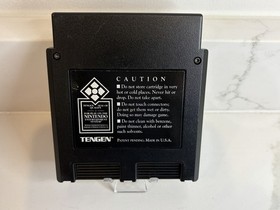 CAUTION
■ Do not store cartridge in very
hot or cold places. Never hit or
drop. Do not take apart.
■ Do not touch connectors;
do not get them wet or dirty.
Doing so may damage game.
■ Do not clean with benzene,
paint thinner, alcohol or other
such solvents.
NINTENDO
TENGEN
PATENT PENDING. MADE IN U.S.A.